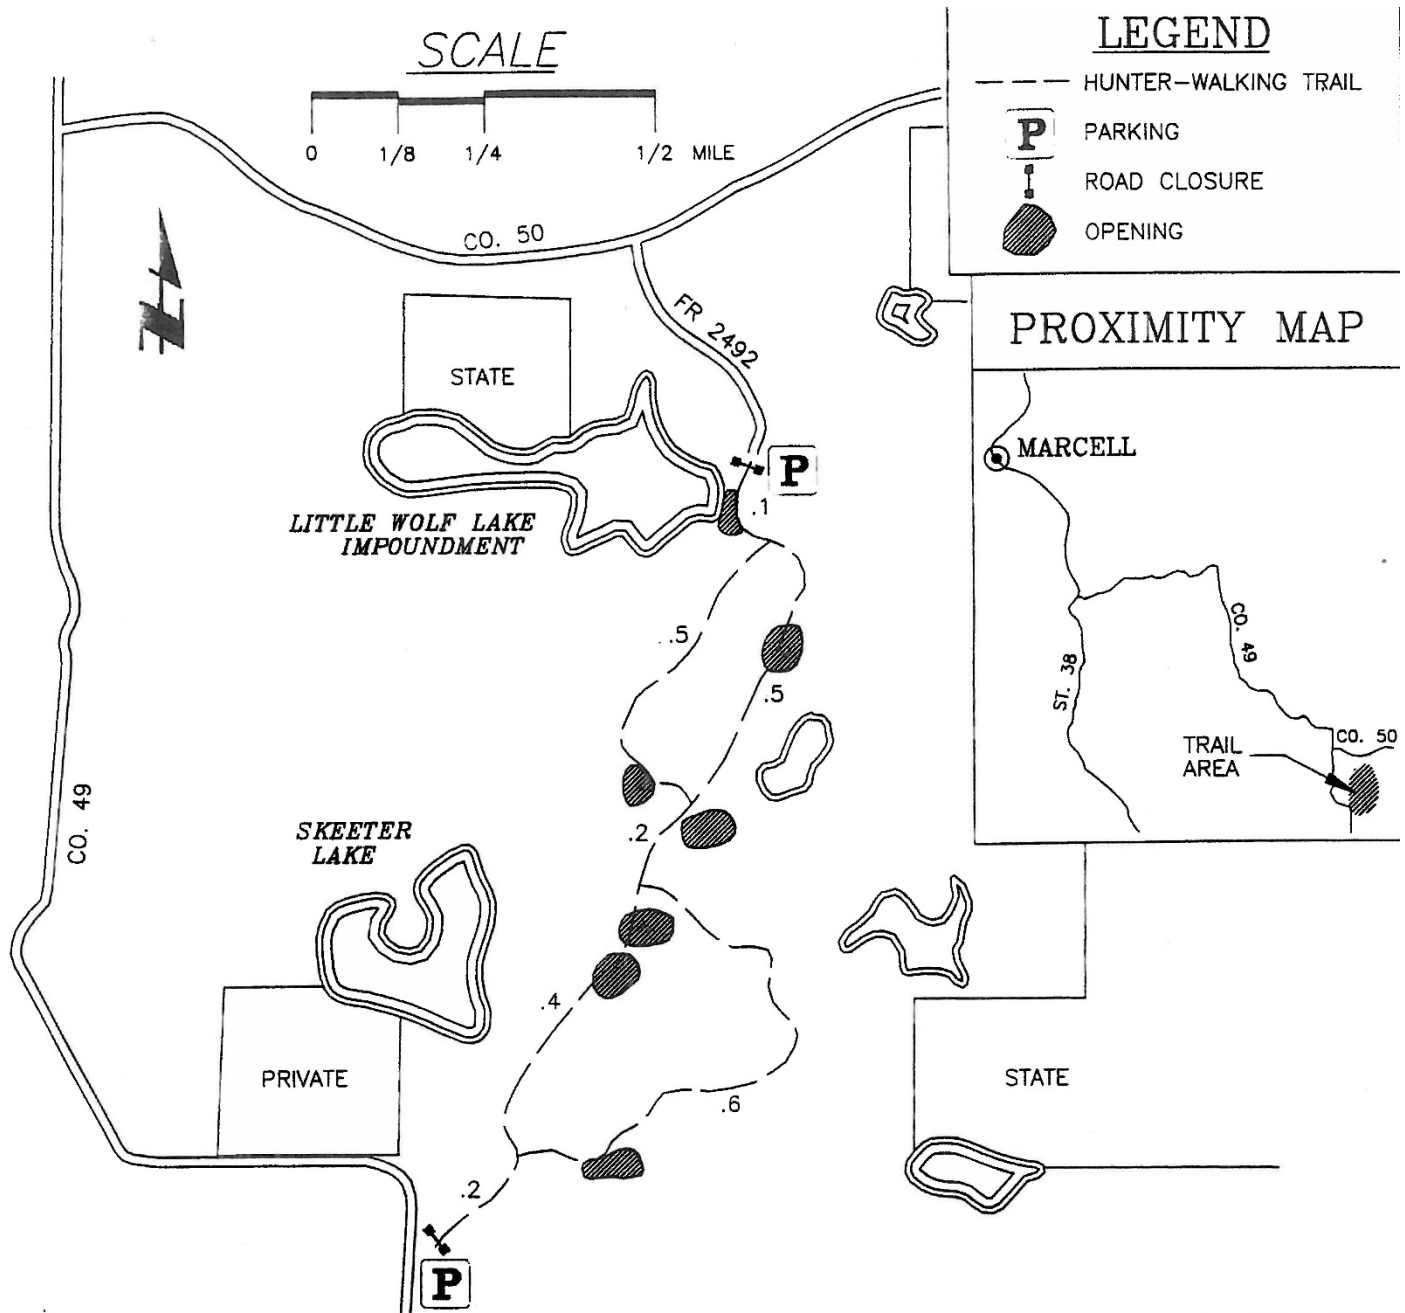 SCALE
0 1/8 1/4 1/2 MILE
LEGEND
HUNTER-WALKING TRAIL
P PARKING
ROAD CLOSURE
OPENING
N
CO. 50
FR 2492
STATE
P
.1
LITTLE WOLF LAKE
IMPOUNDMENT
.5
.5
CO. 49
.2
SKEETER
LAKE
.4
PRIVATE
.6
STATE
.2
P
PROXIMITY MAP
MARCELL
CO. 49
ST. 38
CO. 50
TRAIL
AREA